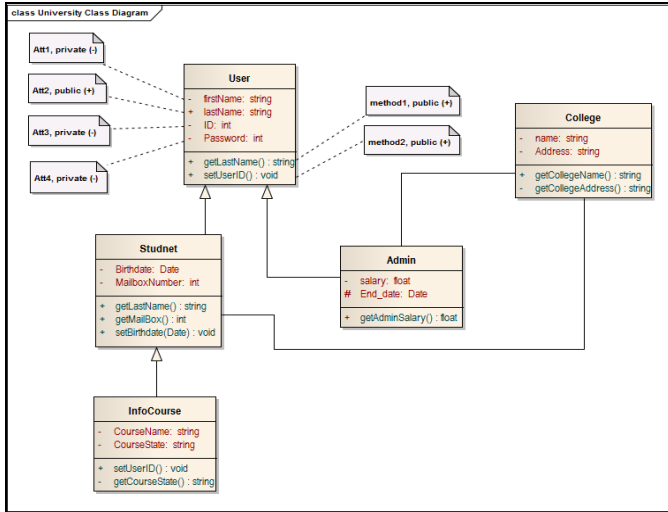 class University Class Diagram
Att1, private (-)
Att2, public (+)
Att3, private (-)
Att4, private (-)
User
- firstName: string
+ lastName: string
- ID: int
- Password: int
+ getLastName() : string
+ setUserID() : void
method1, public (+)
method2, public (+)
College
- name: string
- Address: string
+ getCollegeName() : string
- getCollegeAddress() : string
Studnet
- Birthdate: Date
- MailboxNumber: int
+ getLastName() : string
+ getMailBox() : int
+ setBirthdate(Date) : void
Admin
- salary: float
# End_date: Date
+ getAdminSalary() : float
InfoCourse
- CourseName: string
- CourseState: string
+ setUserID() : void
- getCourseState() : string